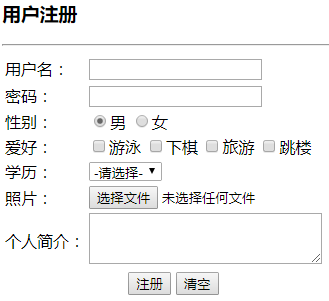 用户注册
用户名：
密码：
性别： 男 女
爱好： 游泳 下棋 旅游 跳楼
学历： -请选择-
照片： 选择文件 未选择任何文件
个人简介：
注册 清空